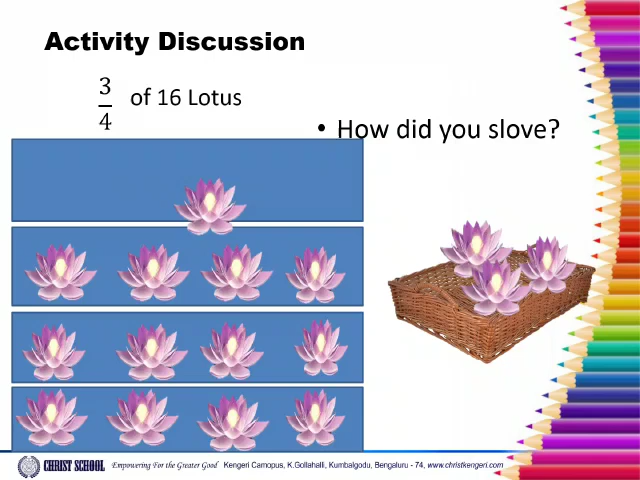 Activity Discussion
3
4
of 16 Lotus
• How did you slove?
CHRIST SCHOOL Empowering For the Greater Good Kengeri Camopus, K.Gollahalli, Kumbalgodu, Bengaluru - 74, www.christkengeri.com